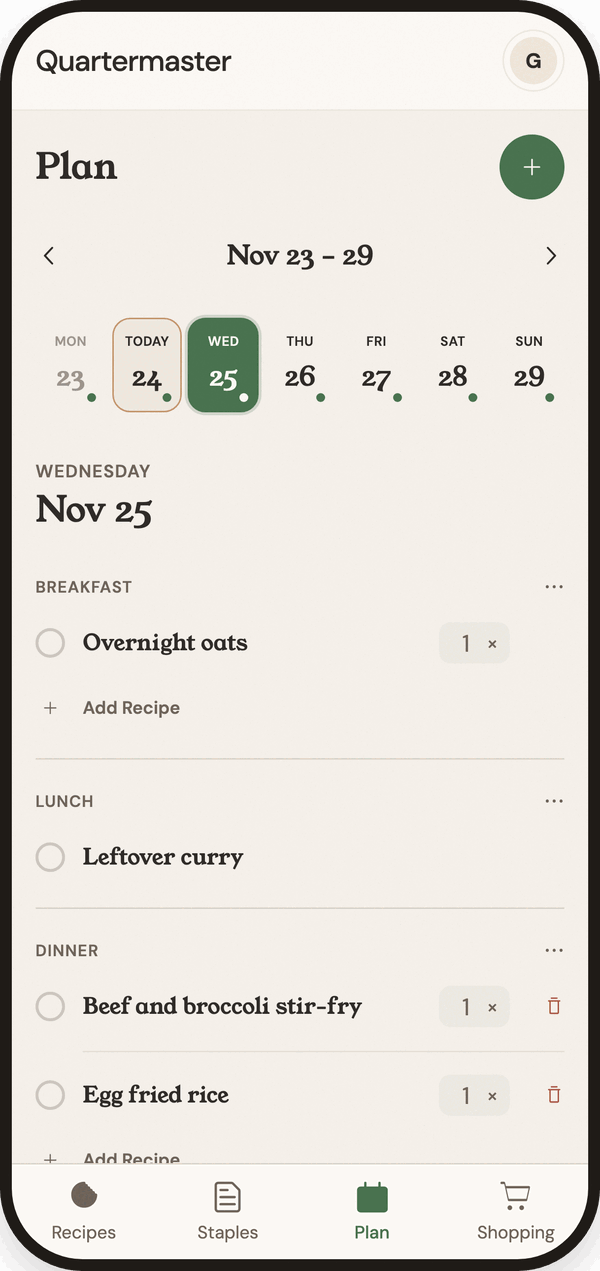 Quartermaster
G
Plan
+
Nov 23 – 29
MON TODAY WED THU FRI SAT SUN
23 24 25 26 27 28 29
WEDNESDAY
Nov 25
BREAKFAST ...
Overnight oats 1 ×
+ Add Recipe
LUNCH ...
Leftover curry
DINNER ...
Beef and broccoli stir-fry 1 ×
Egg fried rice 1 ×
+ Add Recipe
Recipes Staples Plan Shopping